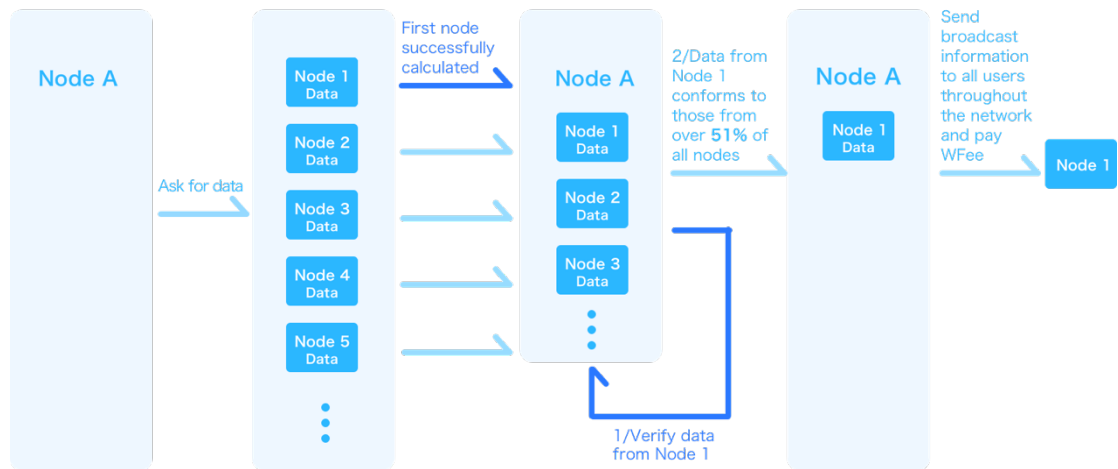 Node A
Ask for data
Node 1
Data
Node 2
Data
Node 3
Data
Node 4
Data
Node 5
Data
First node
successfully
calculated
Node A
Node 1
Data
Node 2
Data
Node 3
Data
1/Verify data
from Node 1
2/Data from
Node 1
conforms to
those from
over 51% of
all nodes
Node A
Node 1
Data
Send
broadcast
information
to all users
throughout
the network
and pay
WFee
Node 1